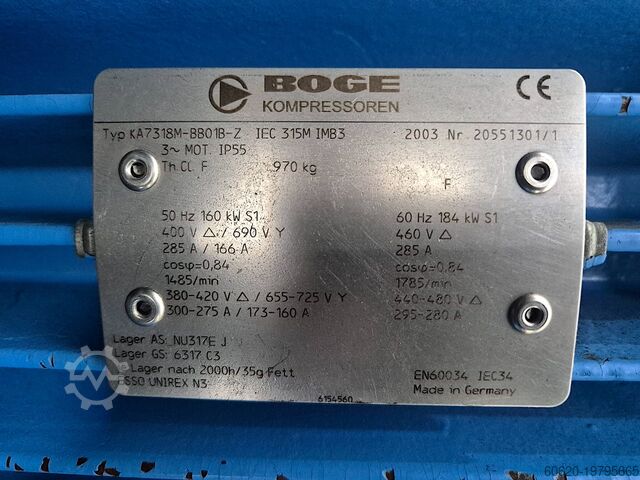 BOGE
KOMPRESSOREN
CE
Typ KA7318M-BB01B-Z IEC 315M IMB3 2003 Nr. 20551301/1
3~ MOT. IP55
Th.Cl. F 970 kg
F
50 Hz 160 kW S1
400 V △ / 690 V Y
285 A / 166 A
cosφ=0,84
1485/min
380-420 V △ / 655-725 V Y
300-275 A / 173-160 A
60 Hz 184 kW S1
460 V △
285 A
cosφ=0,84
1785/min
440-480 V △
295-280 A
Lager AS: NU317E J
Lager GS: 6317 C3
Lager nach 2000h/35g Fett
ESSO UNIREX N3
EN60034 IEC34
Made in Germany
6154560
Machineseeker
60620-19795665